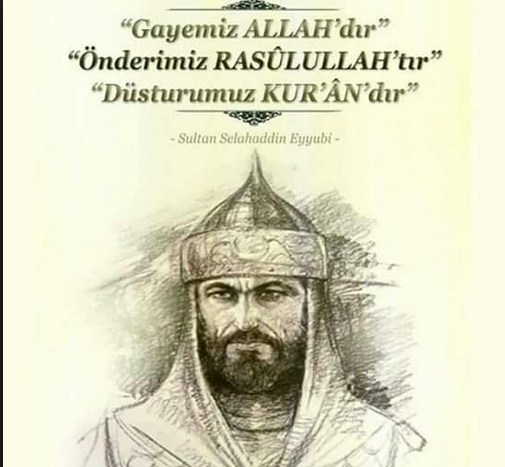 “Gayemiz ALLAH’dır”
“Önderimiz RASÛLULLAH’tır”
“Düsturumuz KUR’ÂN’dır”
- Sultan Selahaddin Eyyubi -